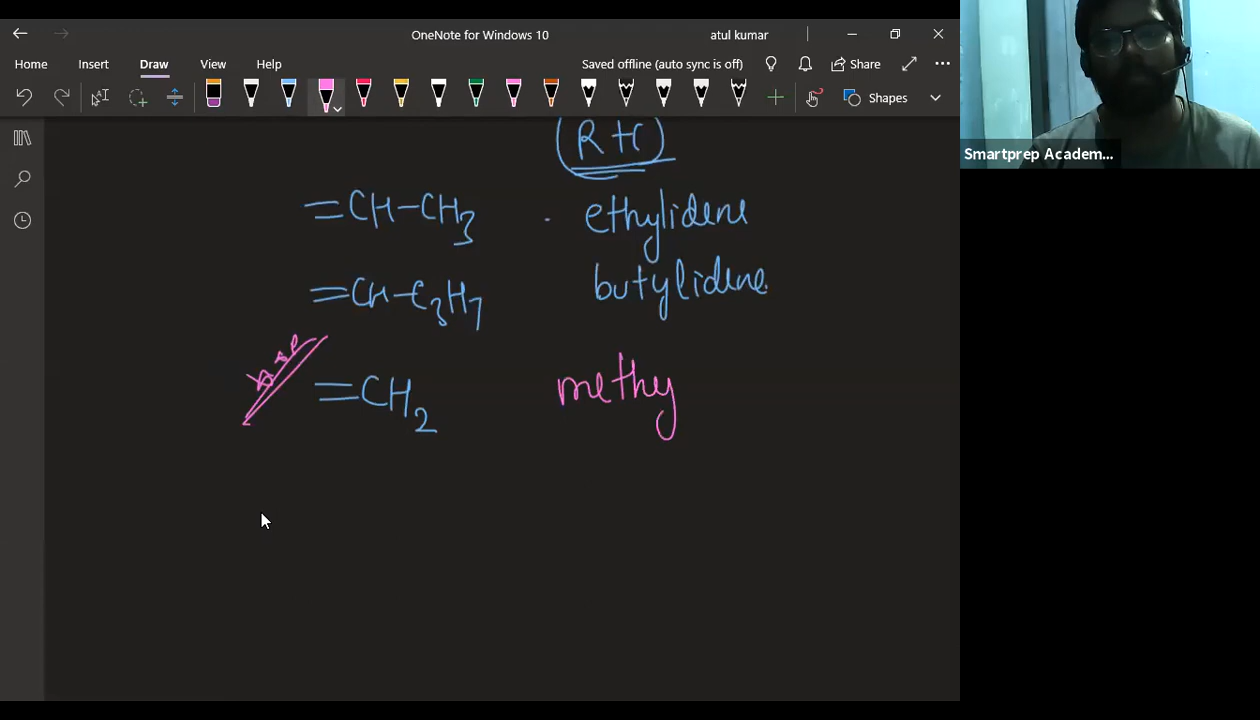 OneNote for Windows 10
atul kumar
Home
Insert
Draw
View
Help
Saved offline (auto sync is off)
Share
Shapes
Smartprep Academ...
=CH-CH3 ethylidene
=CH-C3H7 butylidene
=CH2 methy